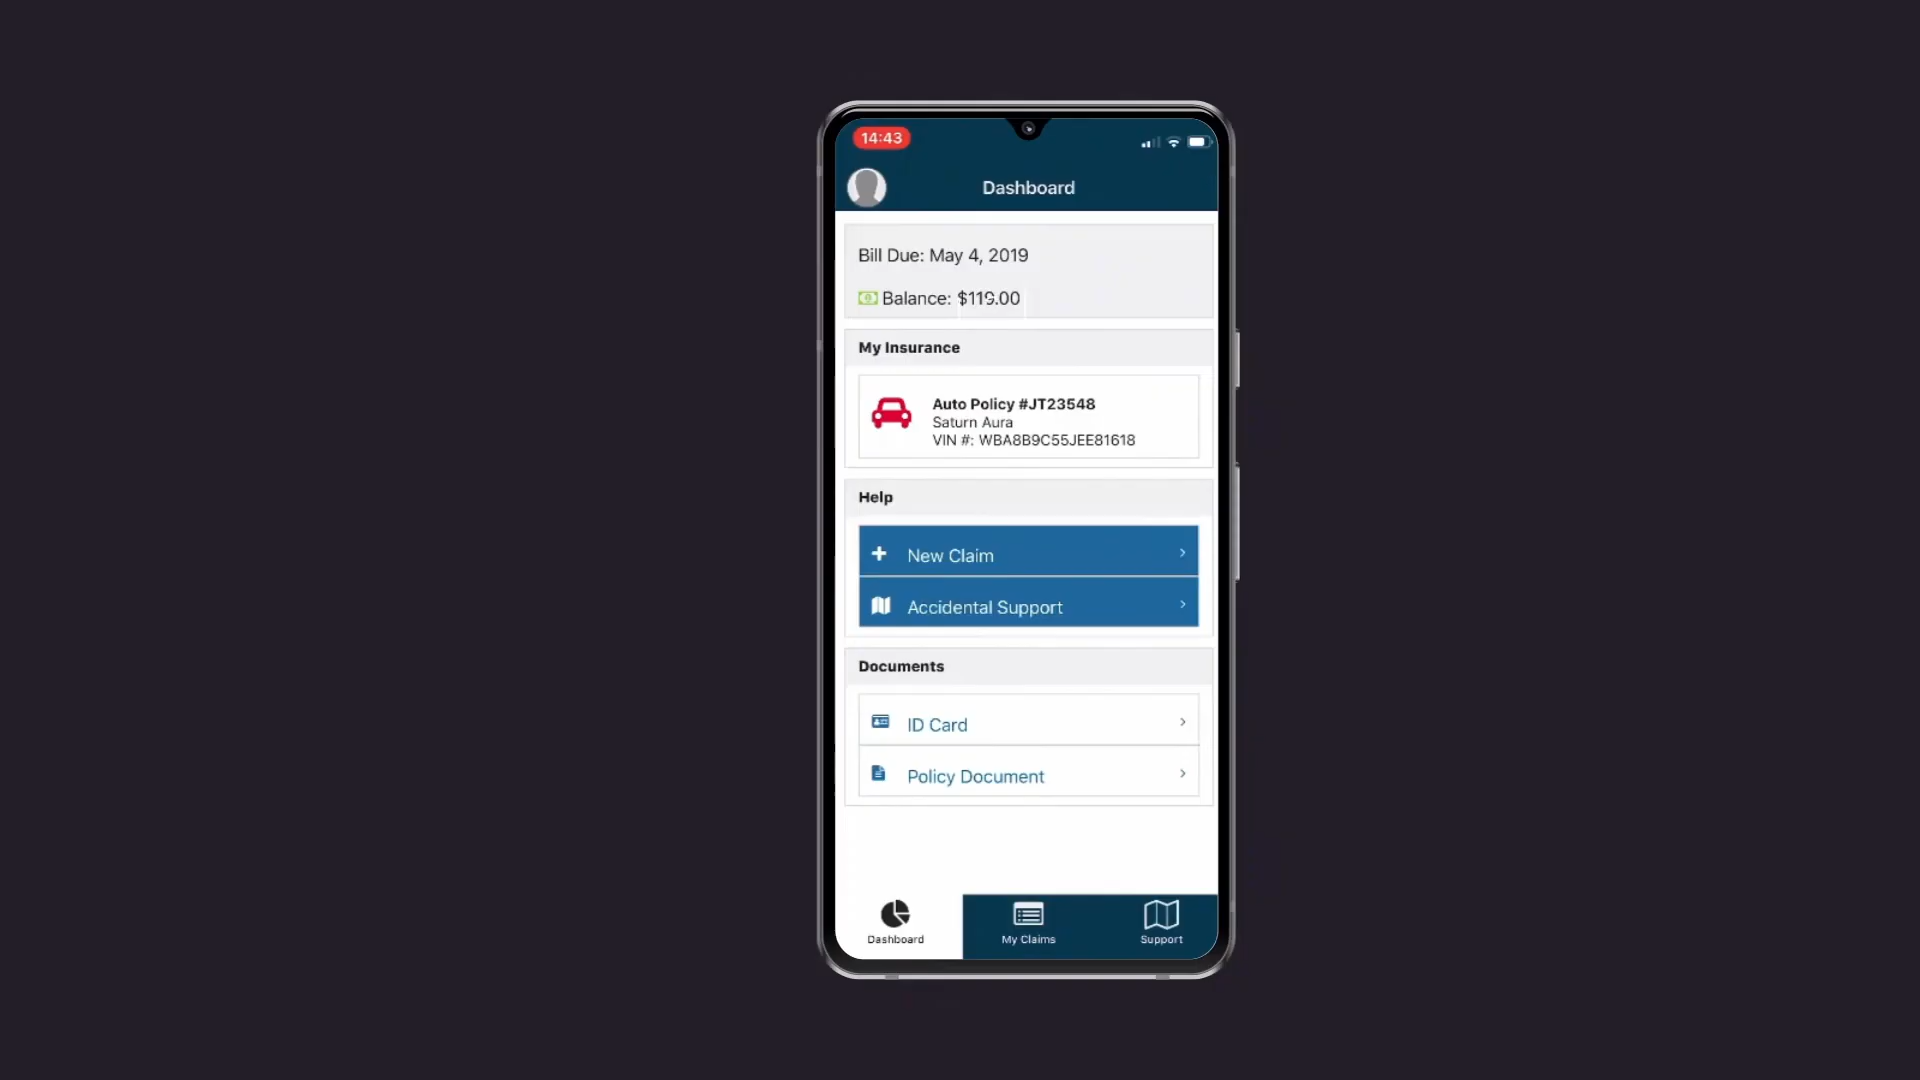 14:43
Dashboard
Bill Due: May 4, 2019
Balance: $119.00
My Insurance
Auto Policy #JT23548
Saturn Aura
VIN #: WBA8B9C55JEE81618
Help
New Claim
Accidental Support
Documents
ID Card
Policy Document
Dashboard
My Claims
Support